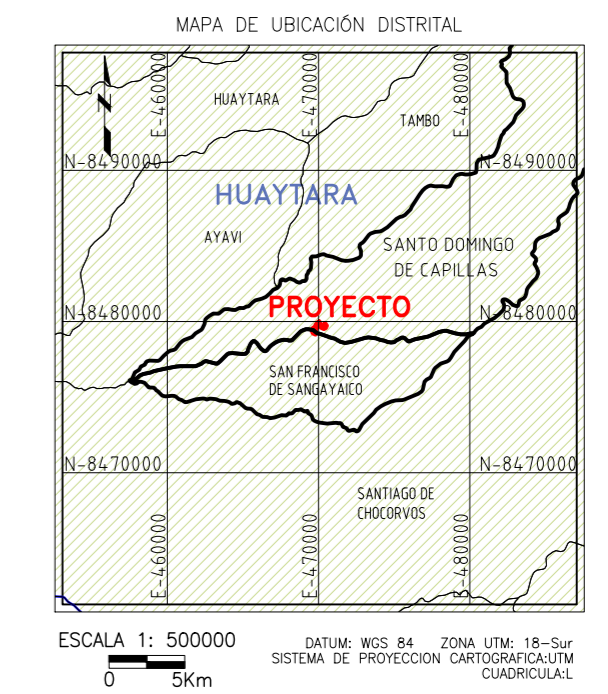 MAPA DE UBICACIÓN DISTRITAL
E-460000
E-470000
E-480000
HUAYTARA
TAMBO
N-8490000
N-8490000
HUAYTARA
AYAVI
SANTO DOMINGO
DE CAPILLAS
PROYECTO
N-8480000
N-8480000
SAN FRANCISCO
DE SANGAYAICO
N-8470000
N-8470000
SANTIAGO DE
CHOCORVOS
E-460000
E-470000
E-480000
N
ESCALA 1: 500000
0 5Km
DATUM: WGS 84 ZONA UTM: 18-Sur
SISTEMA DE PROYECCION CARTOGRAFICA:UTM
CUADRICULA:L